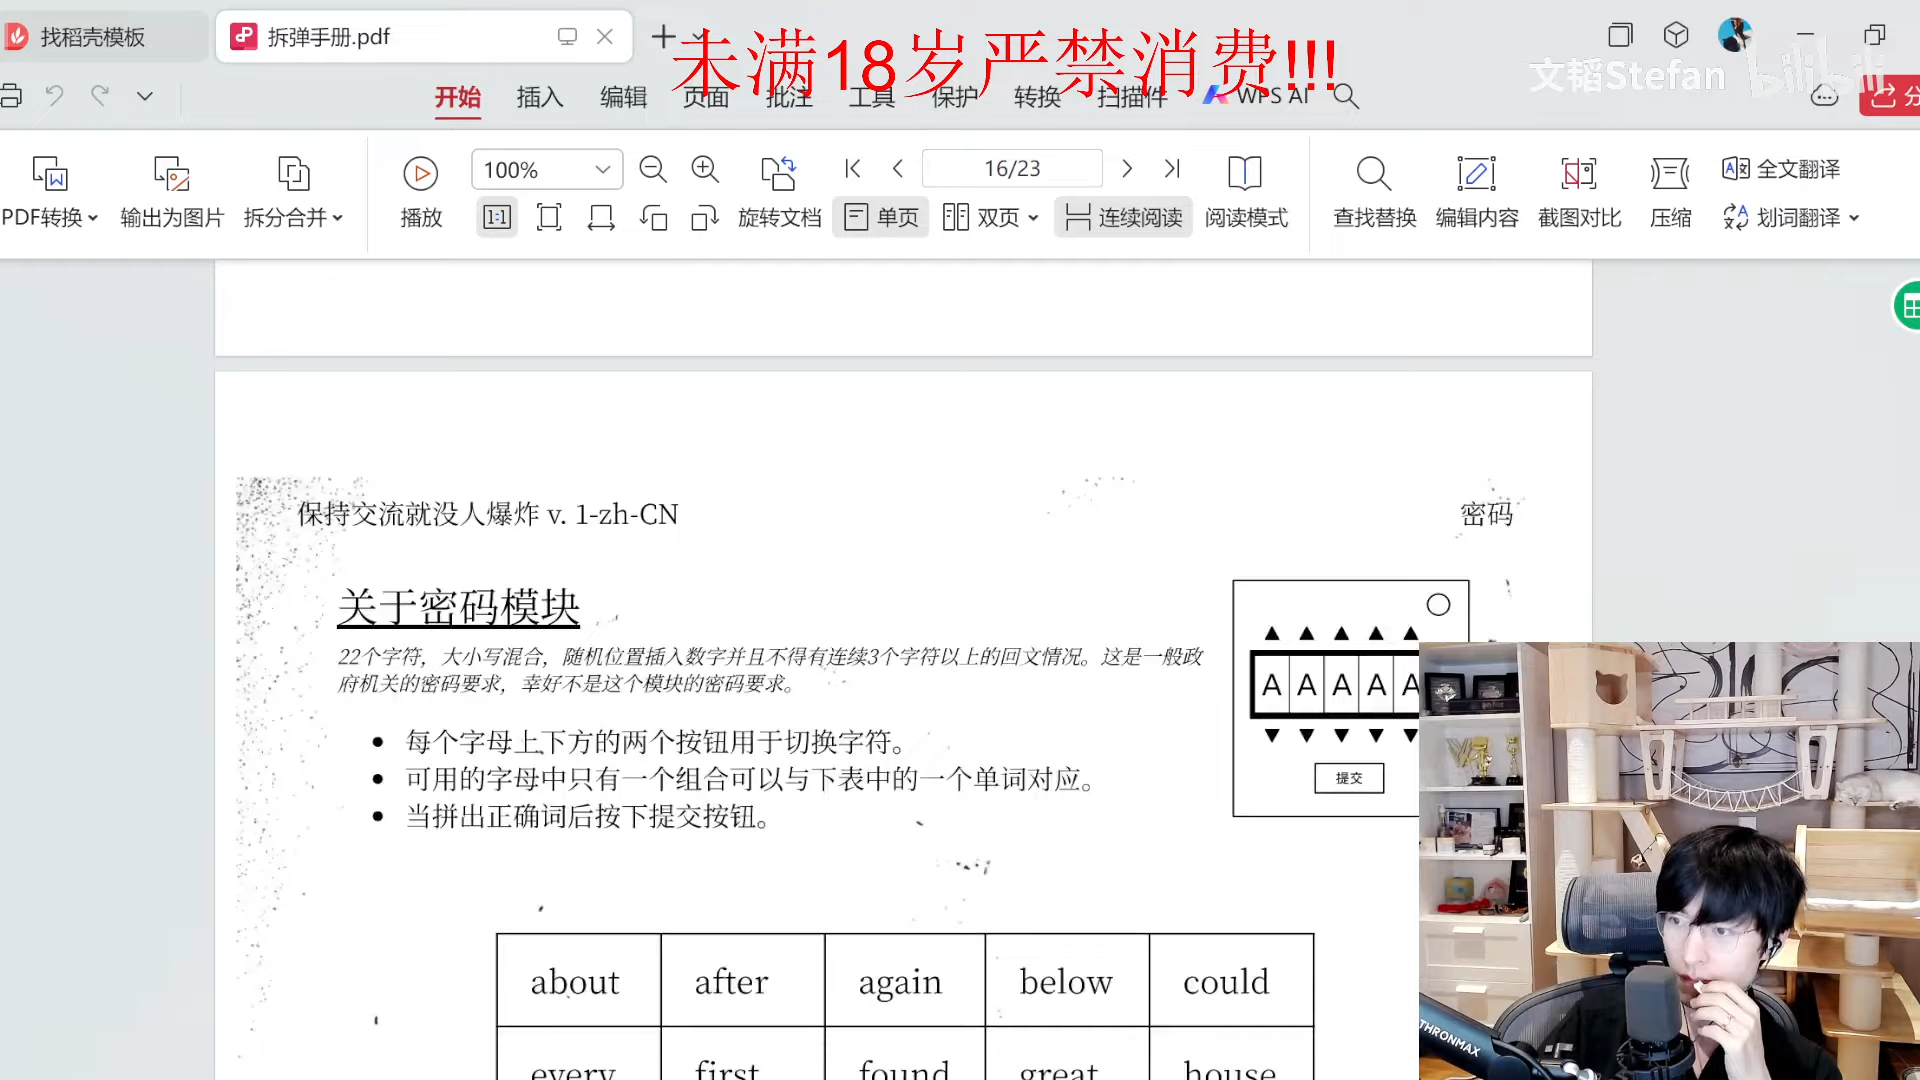 找稻壳模板
拆弹手册.pdf
未满18岁严禁消费!!!
文韬Stefan bilibili
开始 插入 编辑 页面 批注 工具 保护 转换 扫描件 WPS AI
分
PDF转换 输出为图片 拆分合并 播放 100% 旋转文档 16/23 单页 双页 连续阅读 阅读模式 查找替换 编辑内容 截图对比 压缩 全文翻译 划词翻译
保持交流就没人爆炸 v. 1-zh-CN
密码
关于密码模块
22个字符，大小写混合，随机位置插入数字并且不得有连续3个字符以上的回文情况。这是一般政
府机关的密码要求，幸好不是这个模块的密码要求。
每个字母上下方的两个按钮用于切换字符。
可用的字母中只有一个组合可以与下表中的一个单词对应。
当拼出正确词后按下提交按钮。
A A A A A
提交
about after again below could
every first found great house
THRONMAX